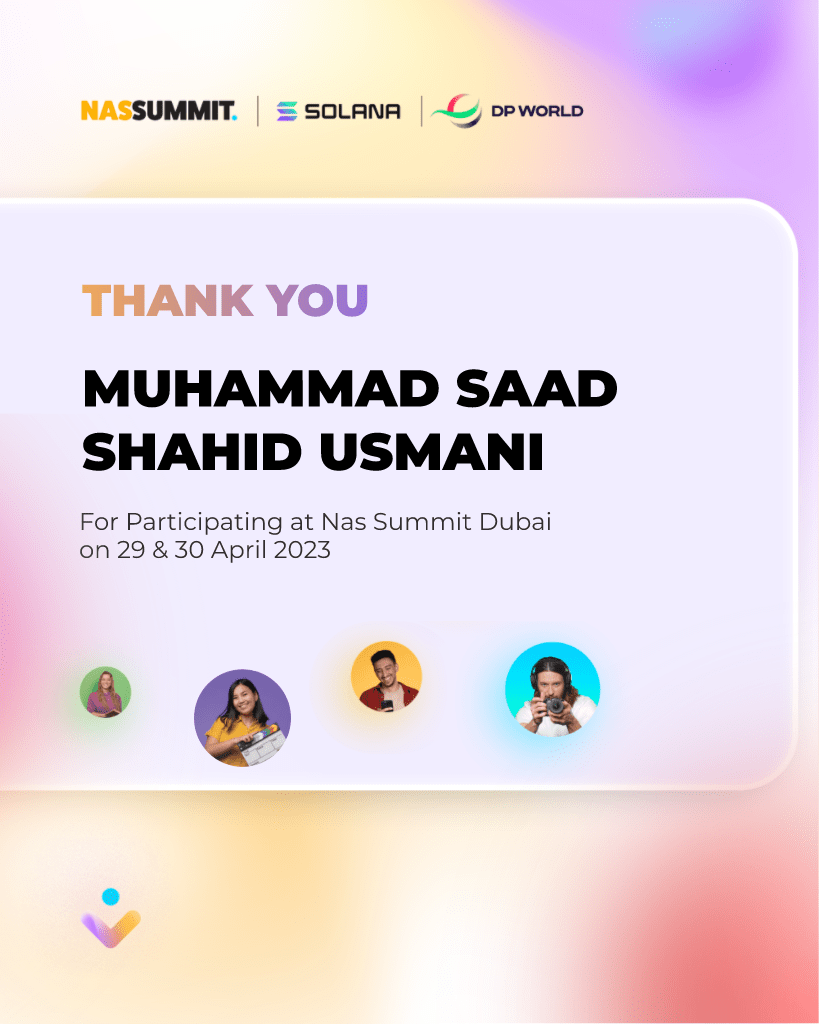 NASSUMMIT. | SOLANA | DP WORLD
THANK YOU
MUHAMMAD SAAD
SHAHID USMANI
For Participating at Nas Summit Dubai
on 29 & 30 April 2023